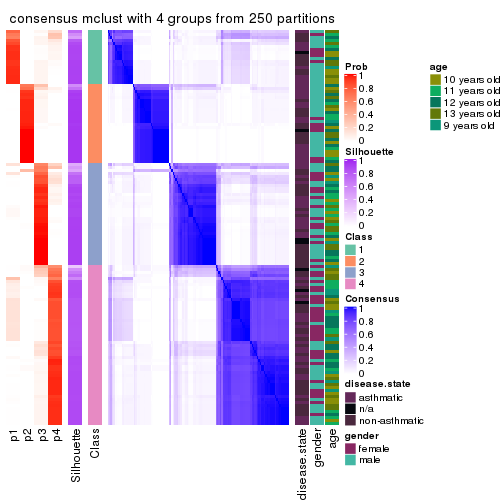 consensus mclust with 4 groups from 250 partitions
Prob
1
0.8
0.6
0.4
0.2
0
Silhouette
1
0.8
0.6
0.4
0.2
0
Class
1
2
3
4
Consensus
1
0.8
0.6
0.4
0.2
0
disease.state
asthmatic
n/a
non-asthmatic
gender
female
male
age
10 years old
11 years old
12 years old
13 years old
9 years old
p1
p2
p3
p4
Silhouette
Class
disease.state
gender
age